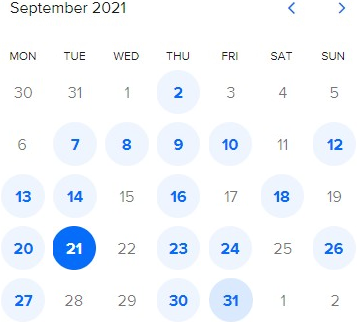 September 2021
MON TUE WED THU FRI SAT SUN
30 31 1 2 3 4 5
6 7 8 9 10 11 12
13 14 15 16 17 18 19
20 21 22 23 24 25 26
27 28 29 30 31 1 2